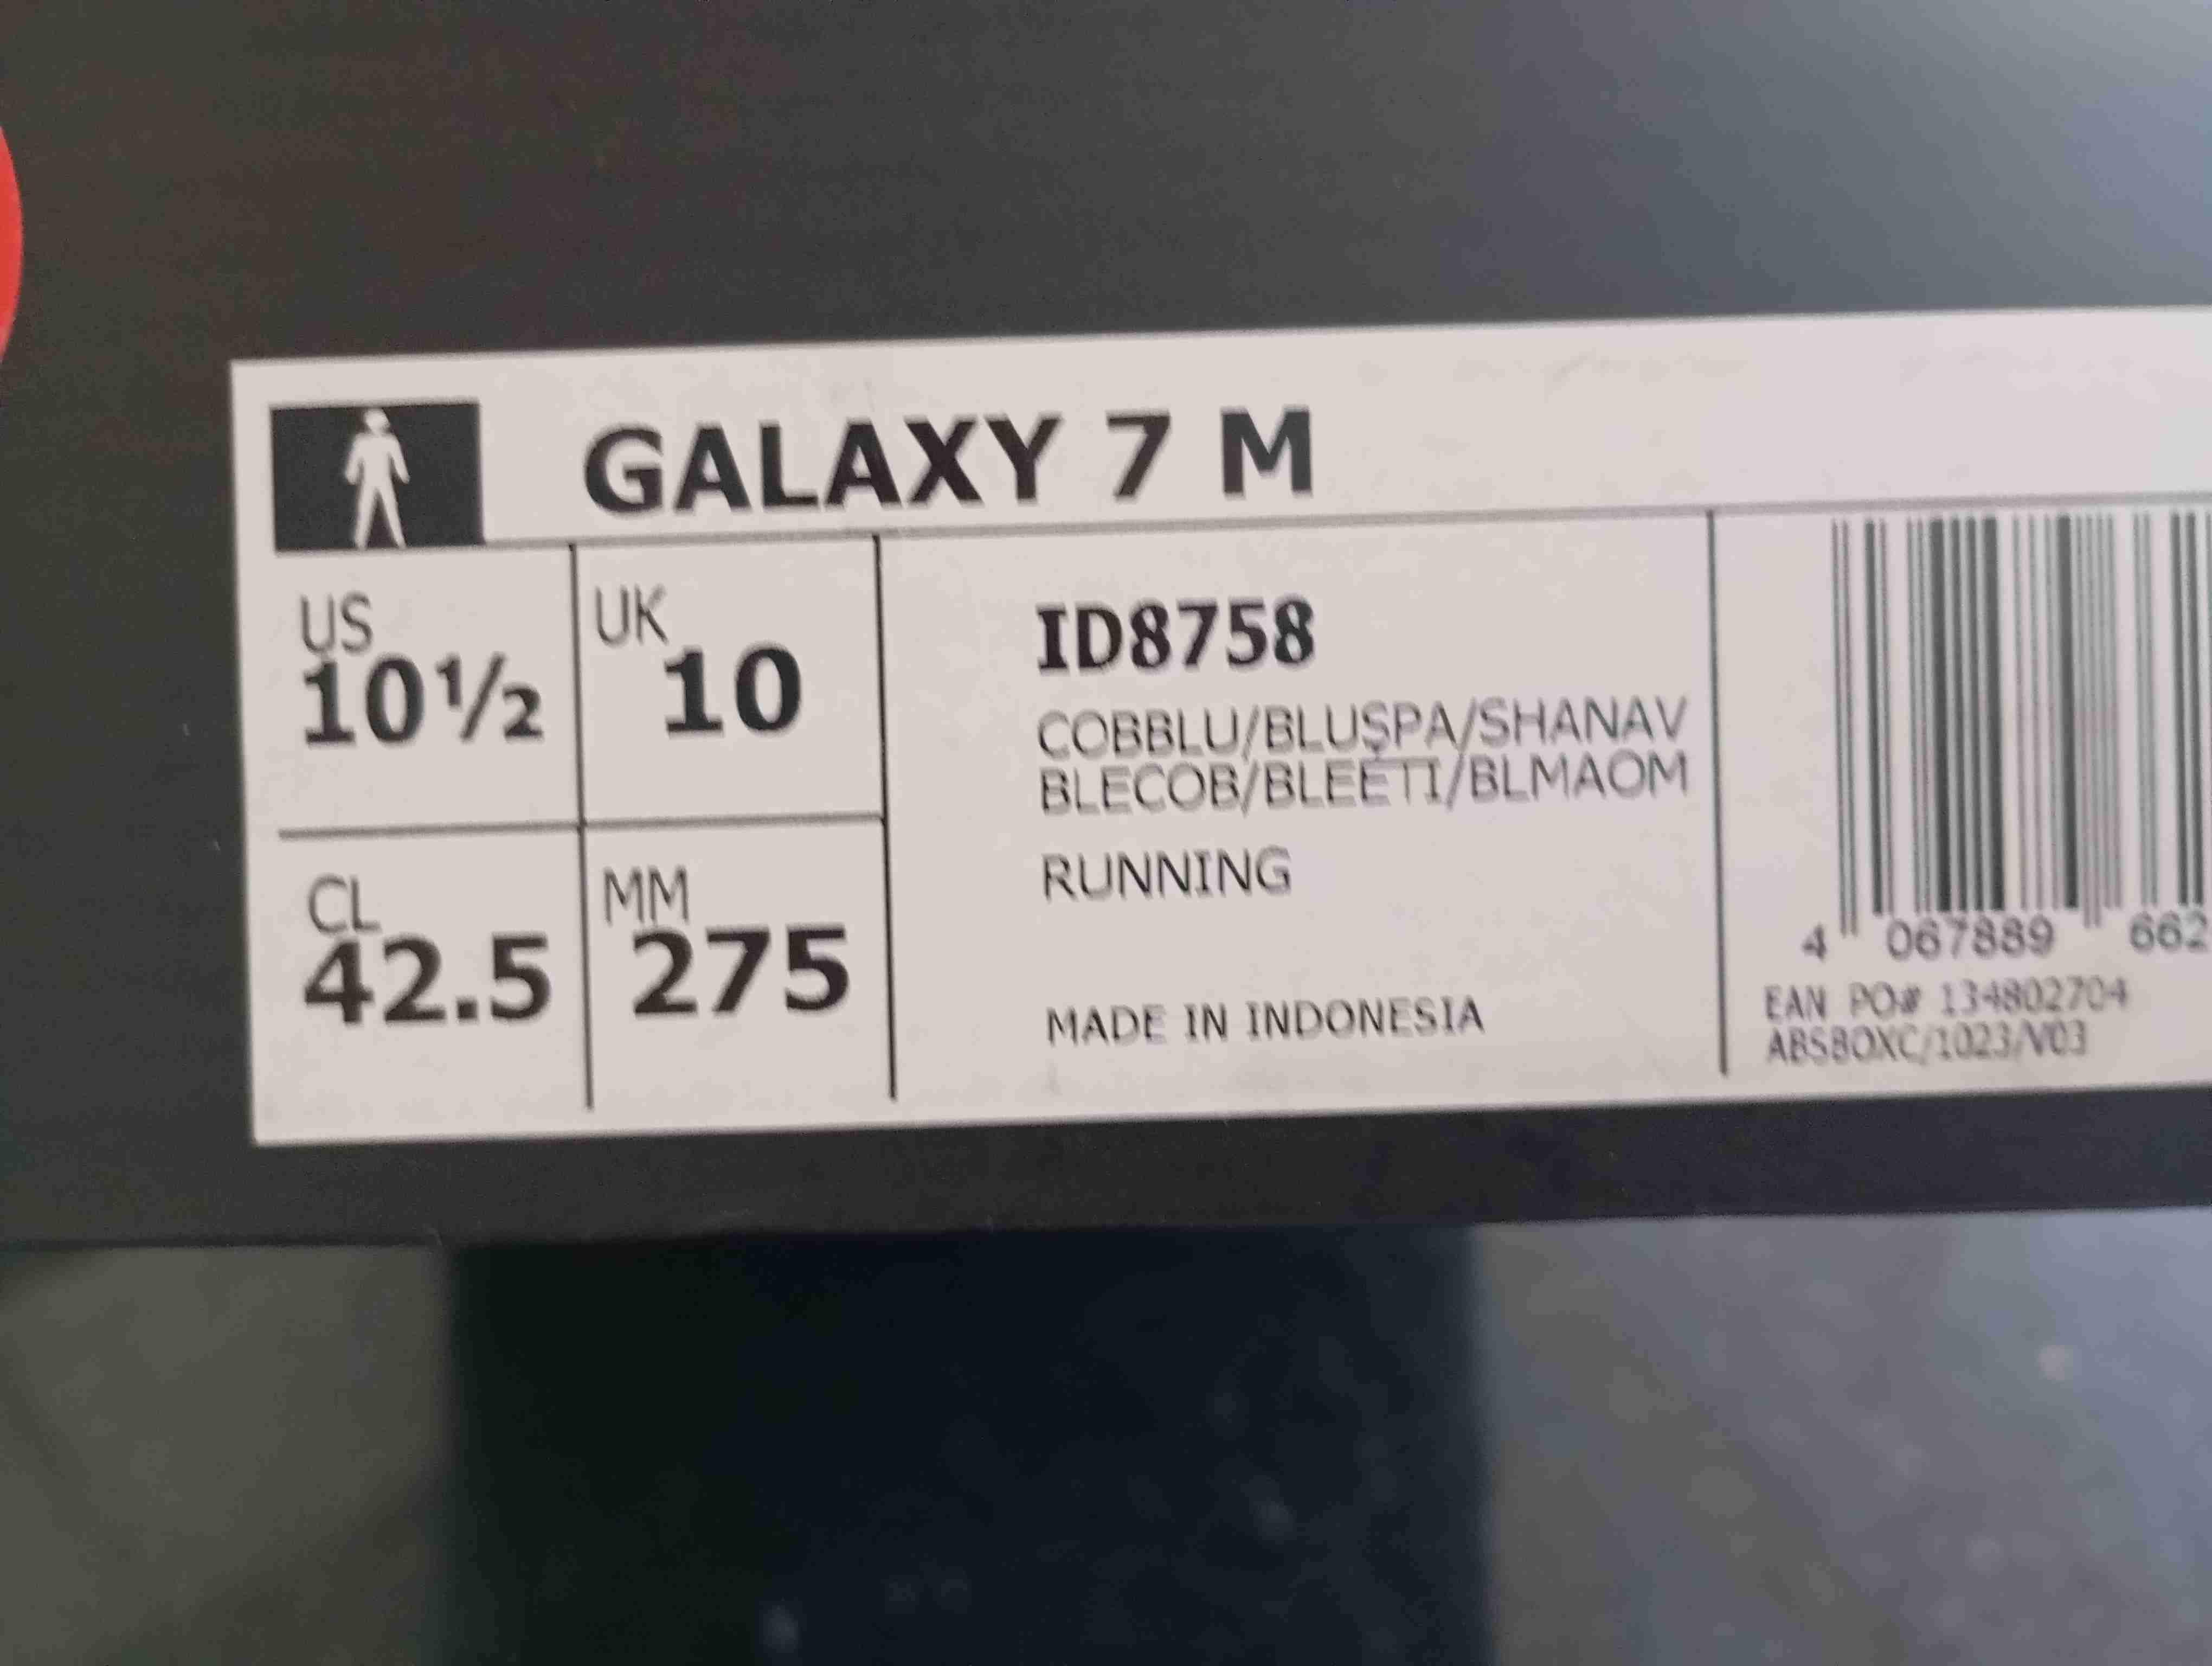 GALAXY 7 M
US
10½
UK
10
CL
42.5
MM
275
ID8758
COBBLU/BLUSPA/SHANAV
BLECOB/BLEETI/BLMAOM
RUNNING
MADE IN INDONESIA
4 067889 662
EAN PO# 134802704
ABSBOXC/1023/V03